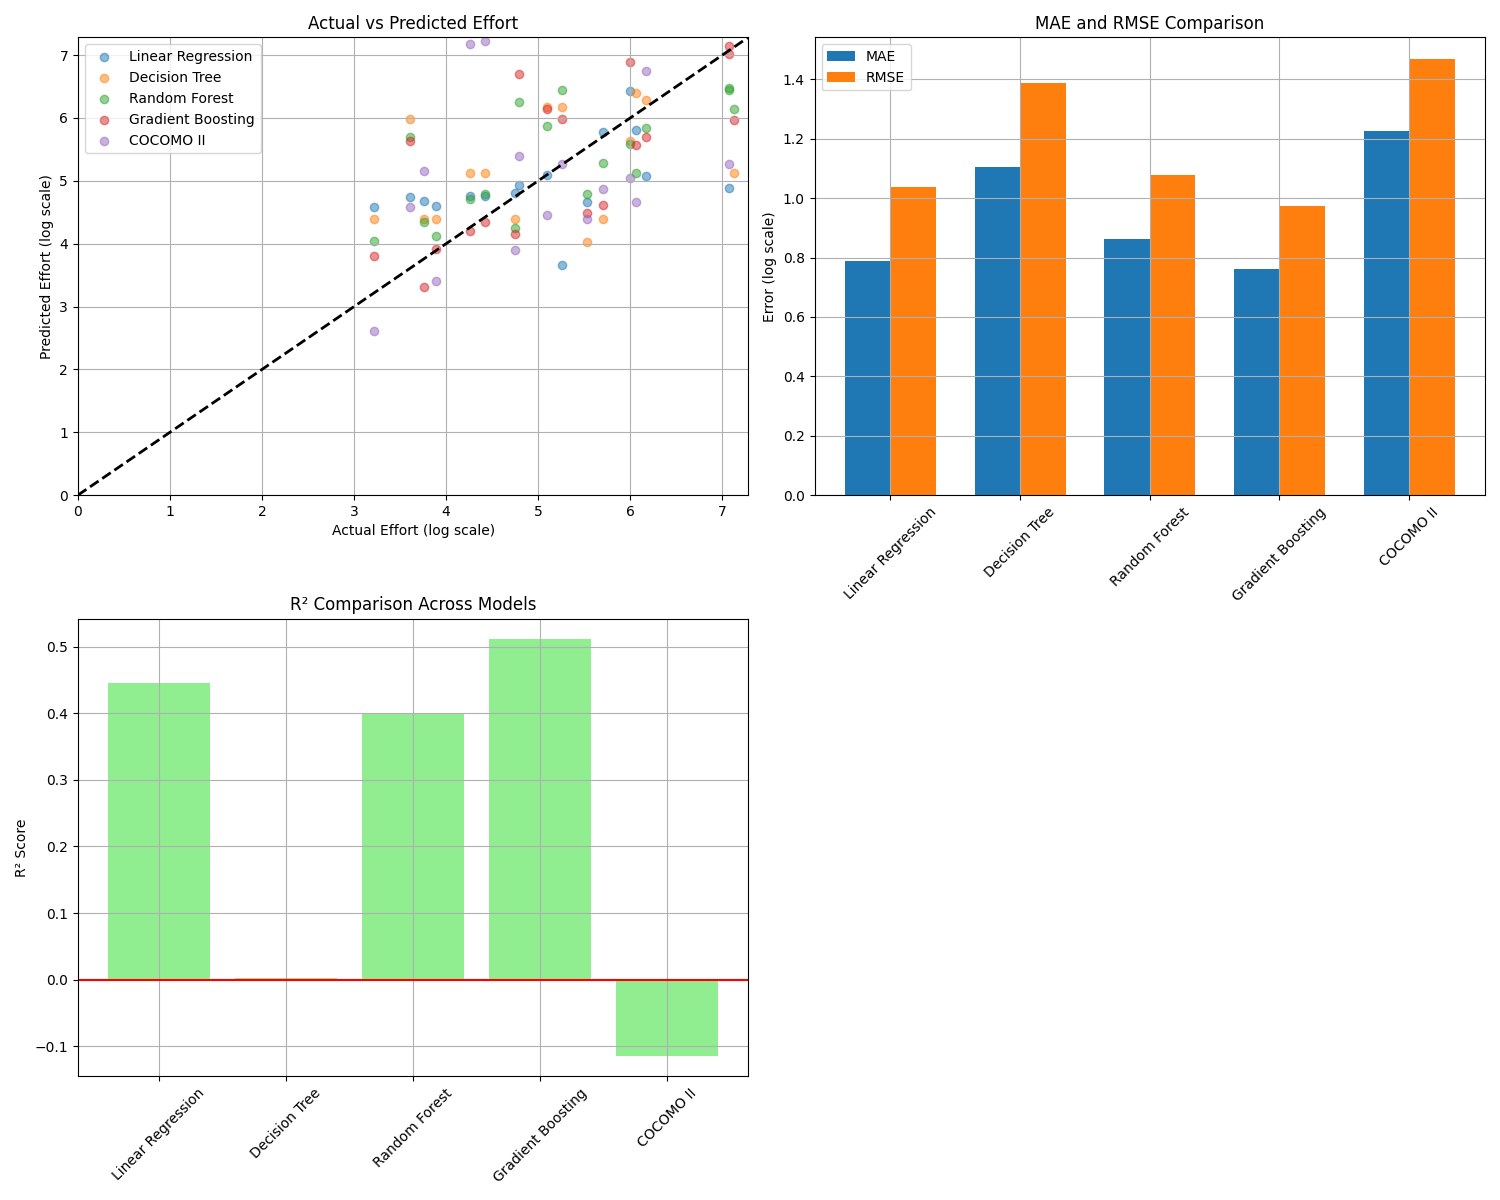 Actual vs Predicted Effort
Linear Regression
Decision Tree
Random Forest
Gradient Boosting
COCOMO II
Predicted Effort (log scale)
7
6
5
4
3
2
1
0
0 1 2 3 4 5 6 7
Actual Effort (log scale)
MAE and RMSE Comparison
MAE
RMSE
Error (log scale)
1.4
1.2
1.0
0.8
0.6
0.4
0.2
0.0
Linear Regression
Decision Tree
Random Forest
Gradient Boosting
COCOMO II
R² Comparison Across Models
R² Score
0.5
0.4
0.3
0.2
0.1
0.0
−0.1
Linear Regression
Decision Tree
Random Forest
Gradient Boosting
COCOMO II